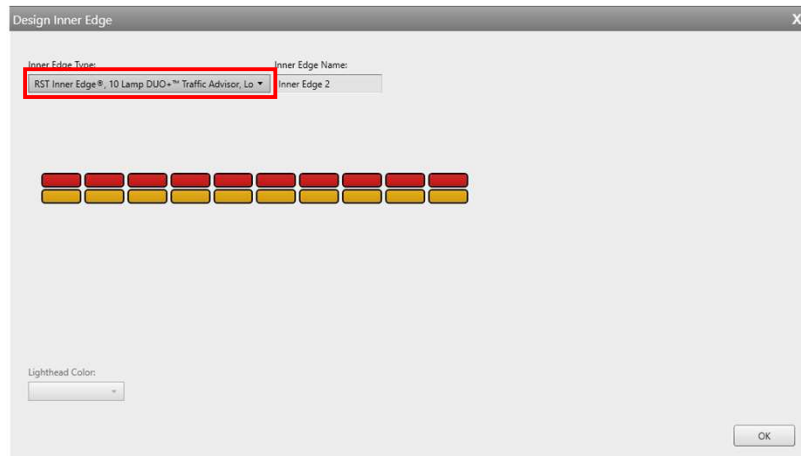 Design Inner Edge X
Inner Edge Type: Inner Edge Name:
RST Inner Edge®, 10 Lamp DUO+™ Traffic Advisor, Lo Inner Edge 2
Lighthead Color:
OK